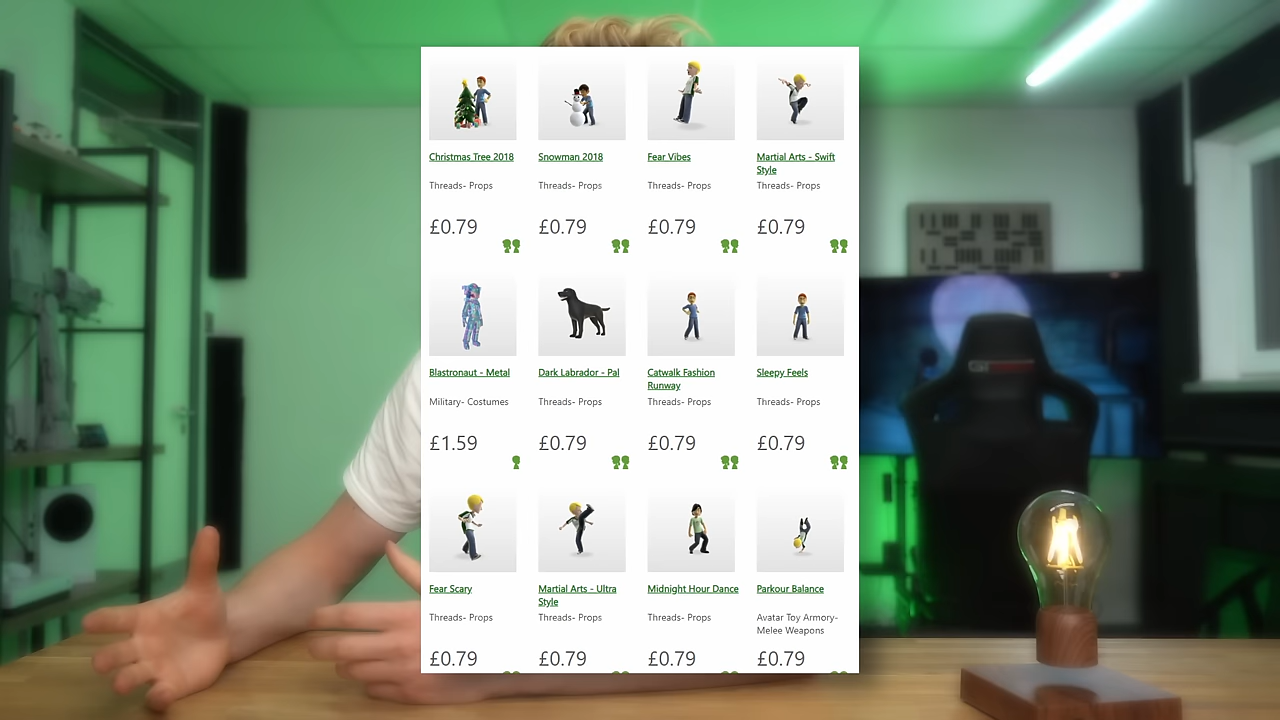 Christmas Tree 2018
Snowman 2018
Fear Vibes
Martial Arts - Swift
Style
Threads- Props
Threads- Props
Threads- Props
Threads- Props
£0.79
£0.79
£0.79
£0.79
Blastronaut - Metal
Dark Labrador - Pal
Catwalk Fashion
Runway
Sleepy Feels
Military- Costumes
Threads- Props
Threads- Props
Threads- Props
£1.59
£0.79
£0.79
£0.79
Fear Scary
Martial Arts - Ultra
Style
Midnight Hour Dance
Parkour Balance
Threads- Props
Threads- Props
Threads- Props
Avatar Toy Armory-
Melee Weapons
£0.79
£0.79
£0.79
£0.79